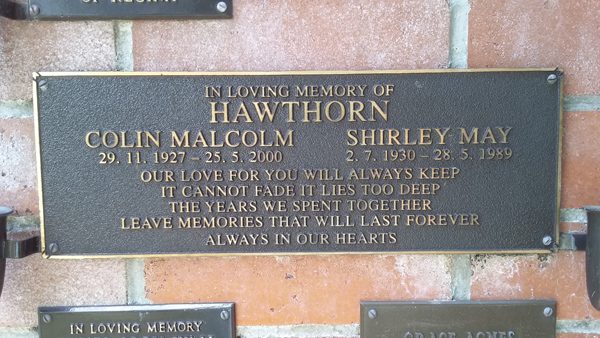 IN LOVING MEMORY OF
HAWTHORN
COLIN MALCOLM SHIRLEY MAY
29. 11. 1927 – 25. 5. 2000 2. 7. 1930 – 28. 5. 1989
OUR LOVE FOR YOU WILL ALWAYS KEEP
IT CANNOT FADE IT LIES TOO DEEP
THE YEARS WE SPENT TOGETHER
LEAVE MEMORIES THAT WILL LAST FOREVER
ALWAYS IN OUR HEARTS
IN LOVING MEMORY
GRACE AGNES